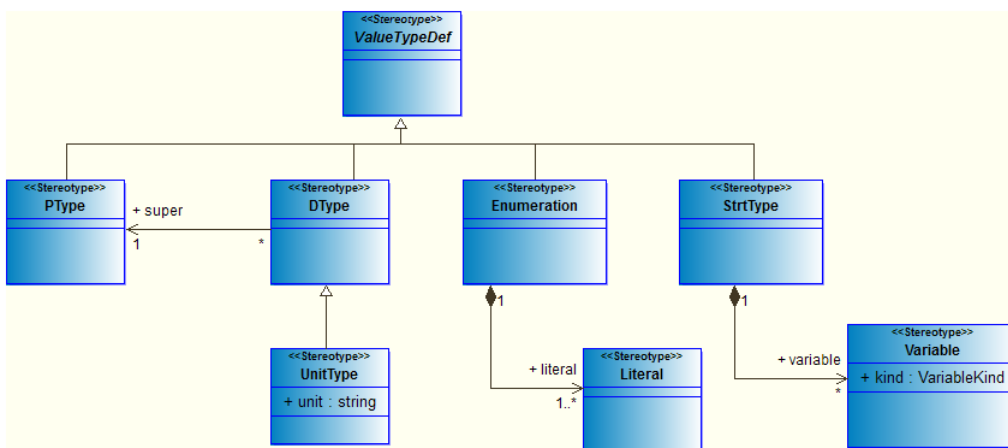 <<Stereotype>>
ValueTypeDef
<<Stereotype>>
PType
<<Stereotype>>
DType
<<Stereotype>>
Enumeration
<<Stereotype>>
StrtType
+ super
1
*
1
1
<<Stereotype>>
UnitType
+ unit : string
+ literal
1..*
<<Stereotype>>
Literal
+ variable
*
<<Stereotype>>
Variable
+ kind : VariableKind